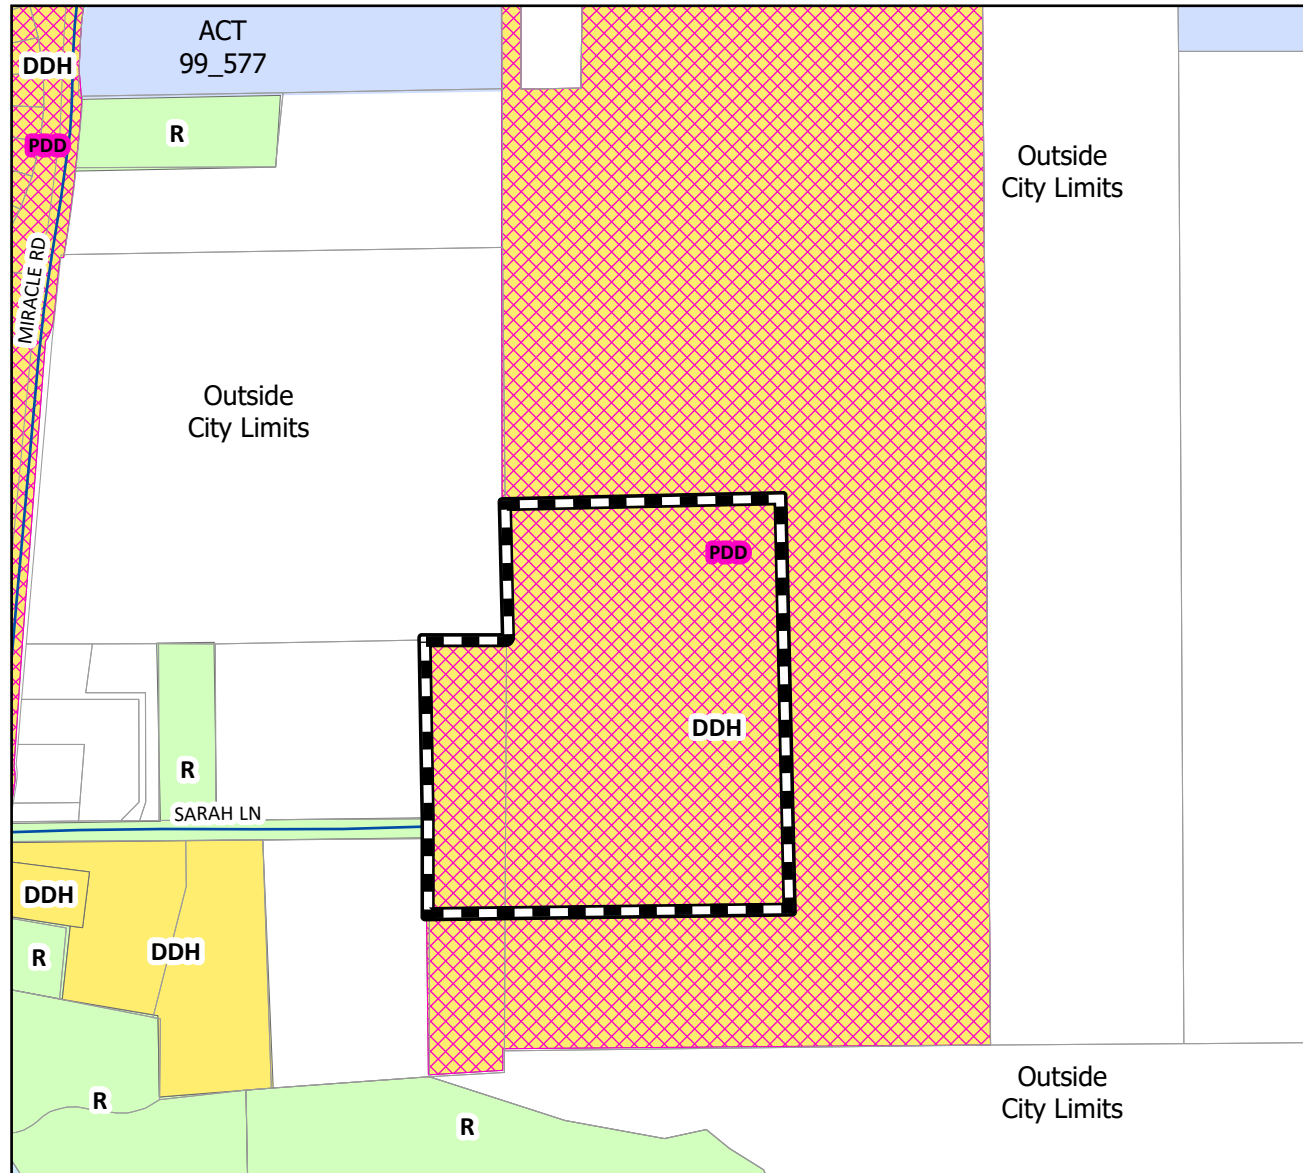 ACT
99_577
DDH
PDD
R
Outside
City Limits
MIRACLE RD
Outside
City Limits
PDD
DDH
R
SARAH LN
DDH
R
DDH
R
R
Outside
City Limits